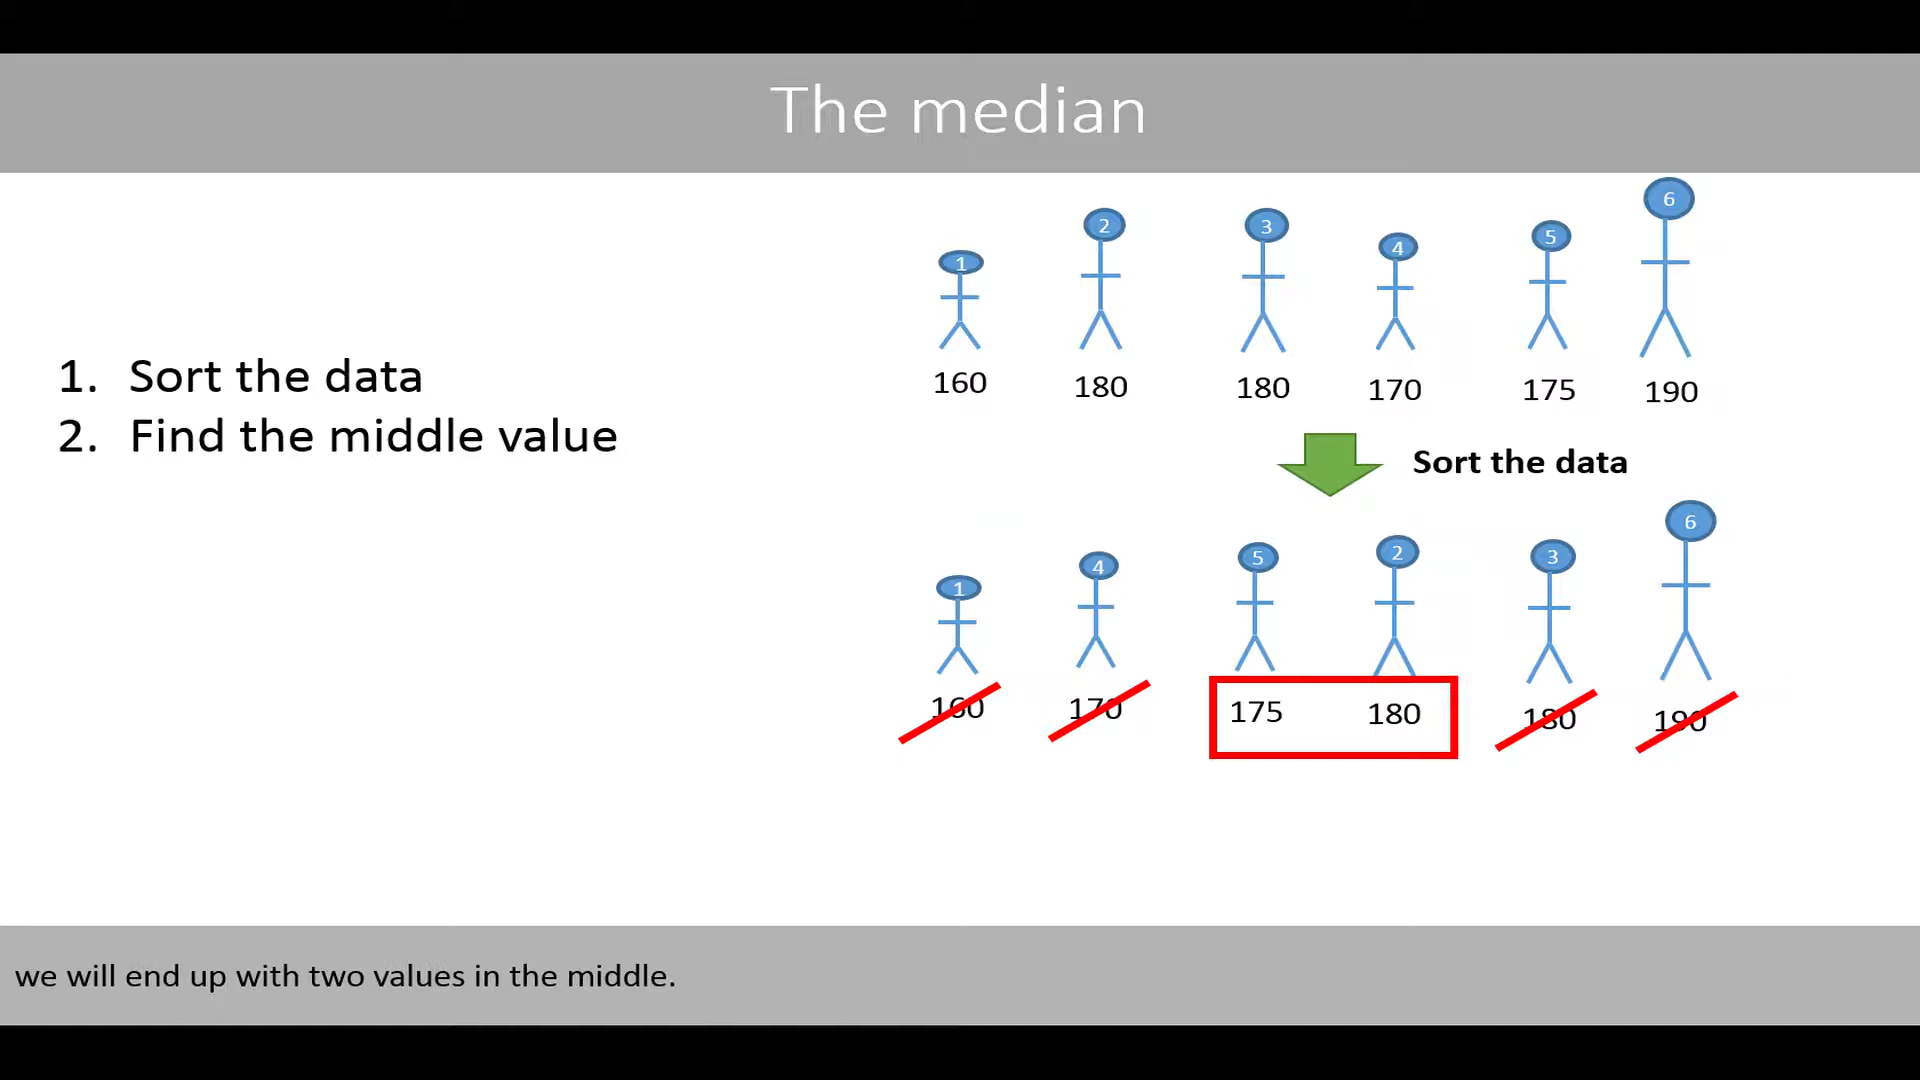 The median
1. Sort the data
2. Find the middle value
1 2 3 4 5 6
160 180 180 170 175 190
Sort the data
1 4 5 2 3 6
160 170 175 180 180 190
we will end up with two values in the middle.